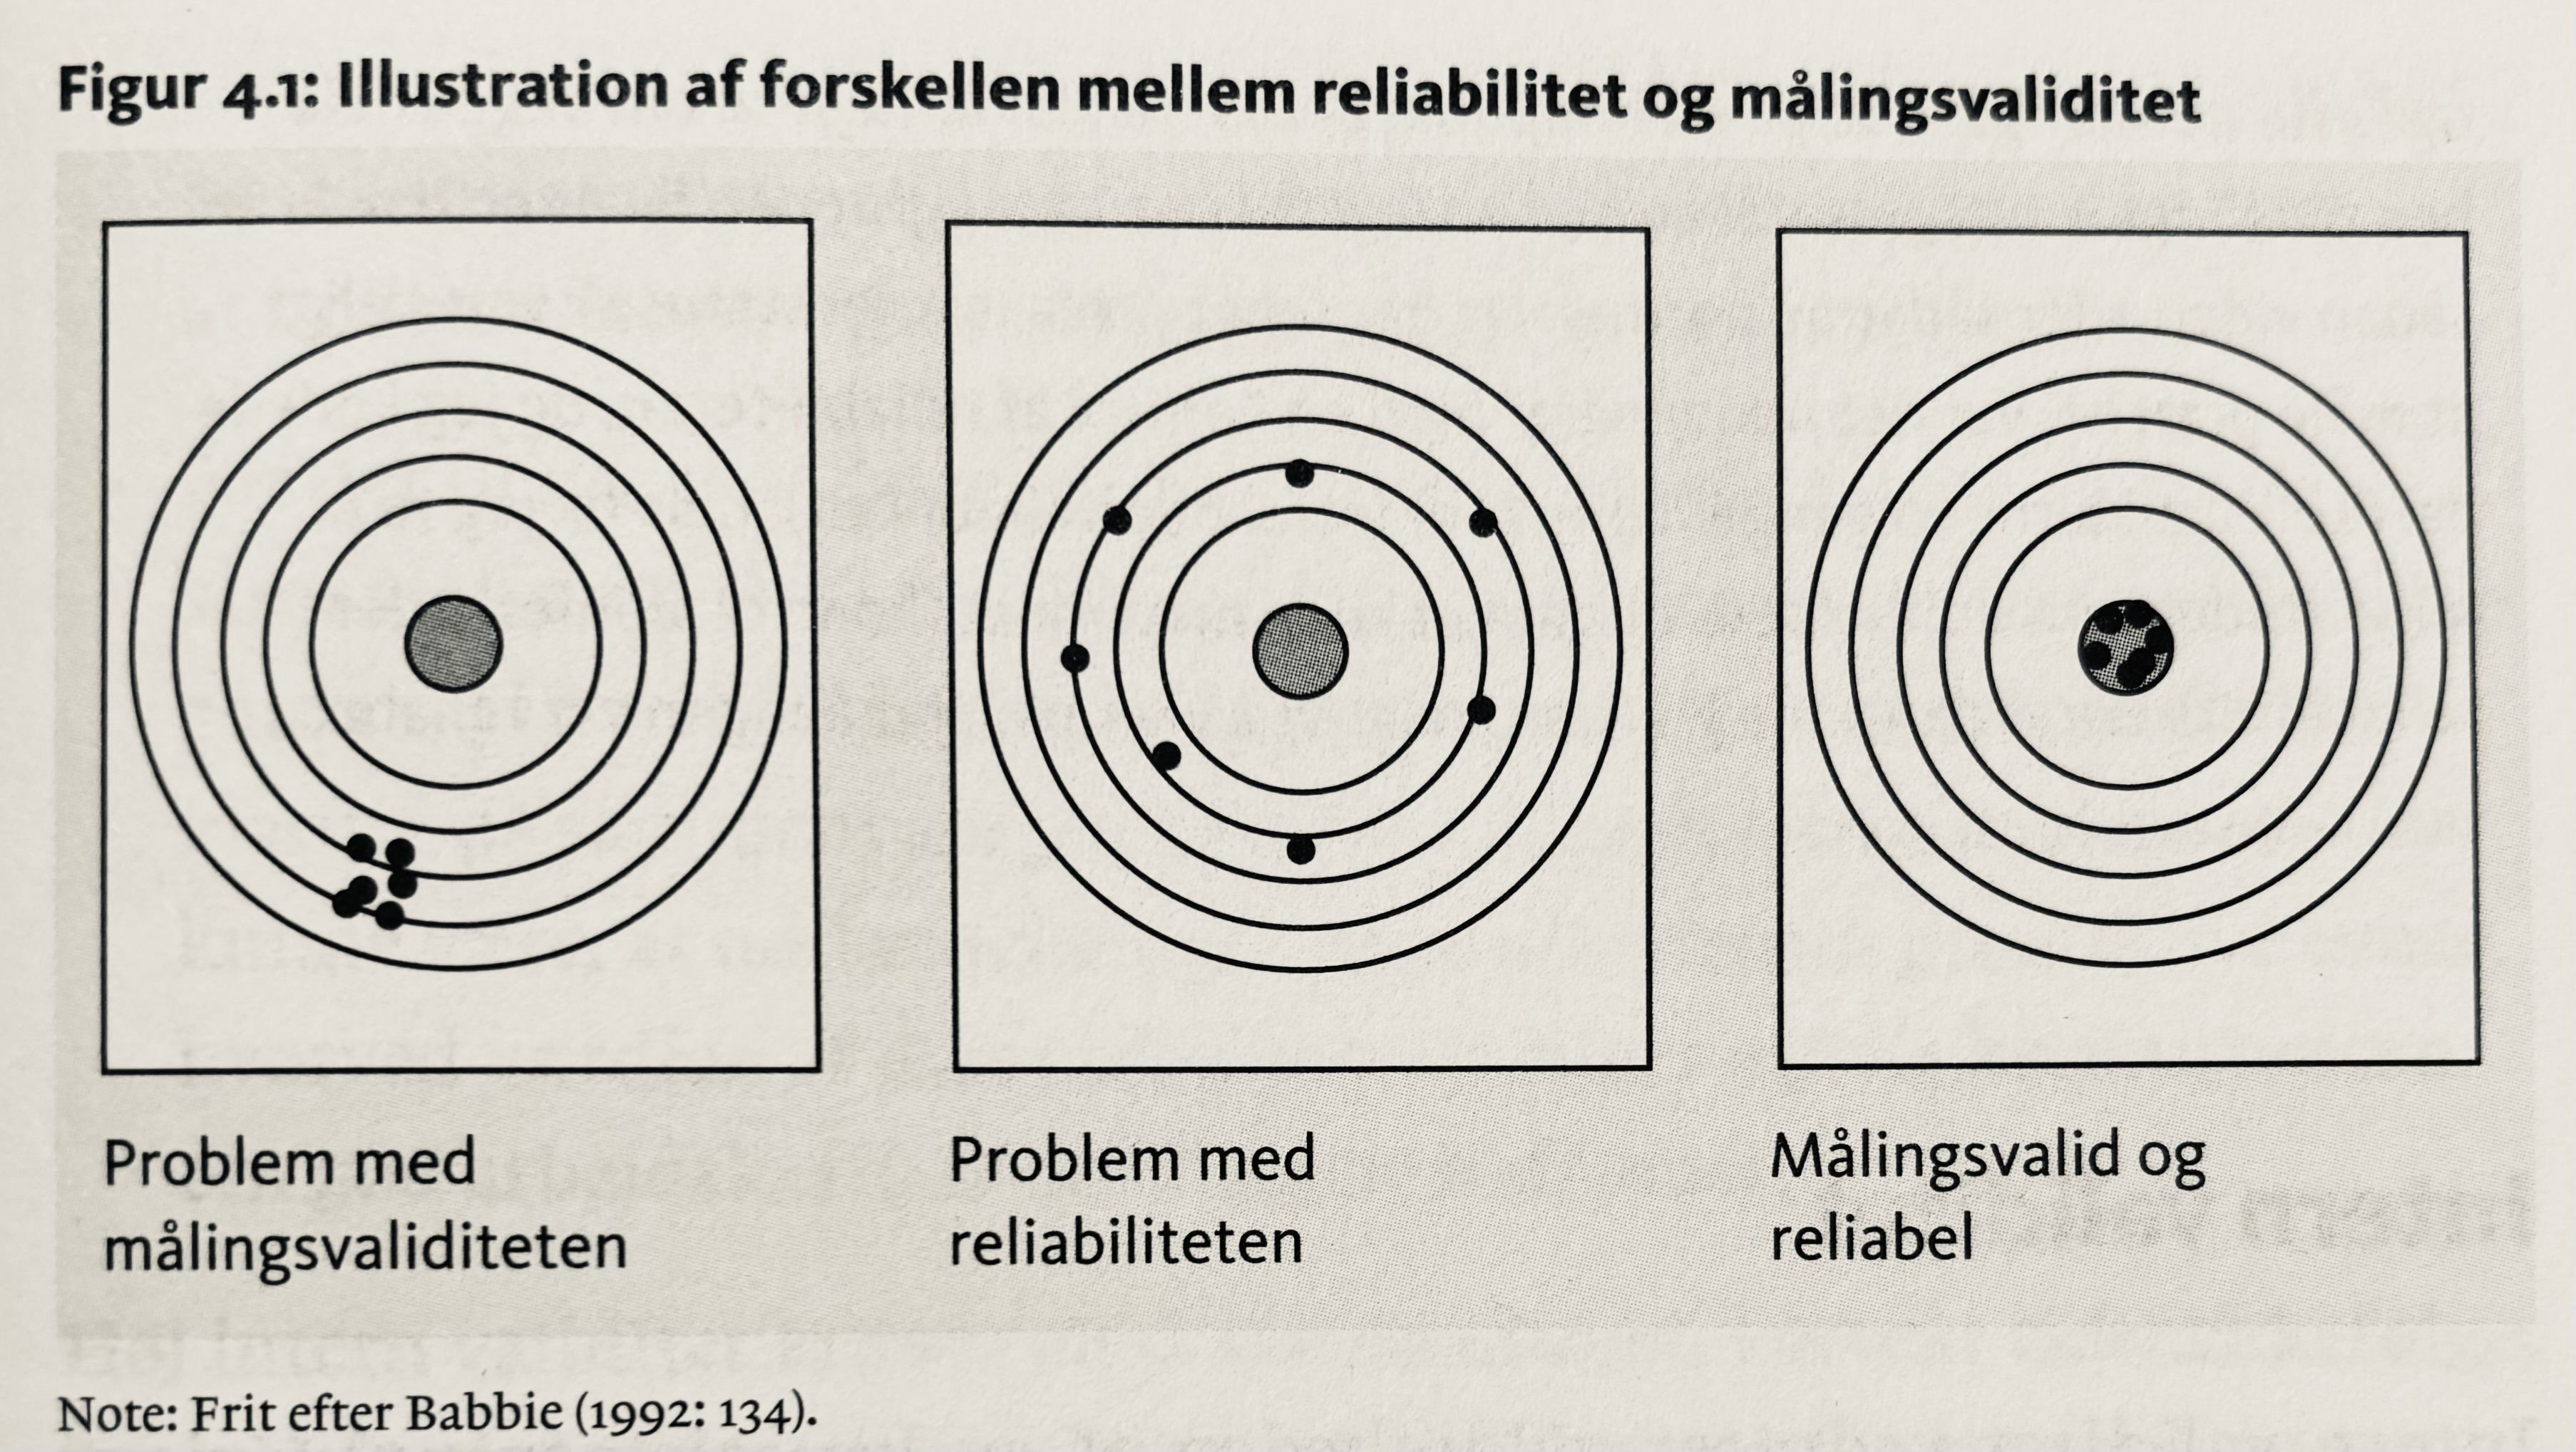 Figur 4.1: Illustration af forskellen mellem reliabilitet og målingsvaliditet
Problem med
målingsvaliditeten
Problem med
reliabiliteten
Målingsvalid og
reliabel
Note: Frit efter Babbie (1992: 134).